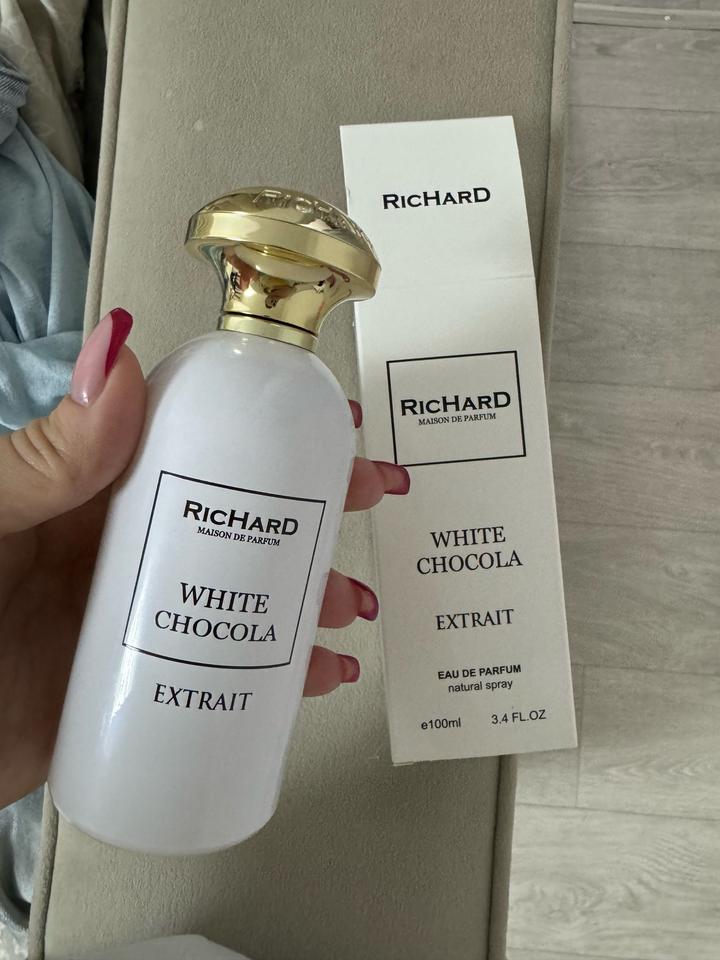 RICHARD
RICHARD
MAISON DE PARFUM
WHITE
CHOCOLA
EXTRAIT
RICHARD
RICHARD
MAISON DE PARFUM
WHITE
CHOCOLA
EXTRAIT
EAU DE PARFUM
natural spray
e100ml 3.4 FL.OZ